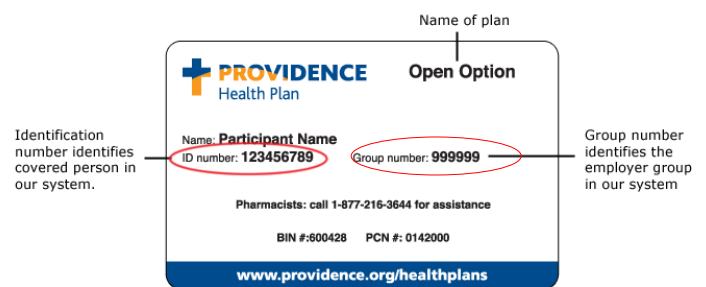 Name of plan
PROVIDENCE
Health Plan
Open Option
Identification
number identifies
covered person in
our system.
Name: Participant Name
ID number: 123456789
Group number: 999999
Group number
identifies the
employer group
in our system
Pharmacists: call 1-877-216-3644 for assistance
BIN #:600428 PCN #: 0142000
www.providence.org/healthplans